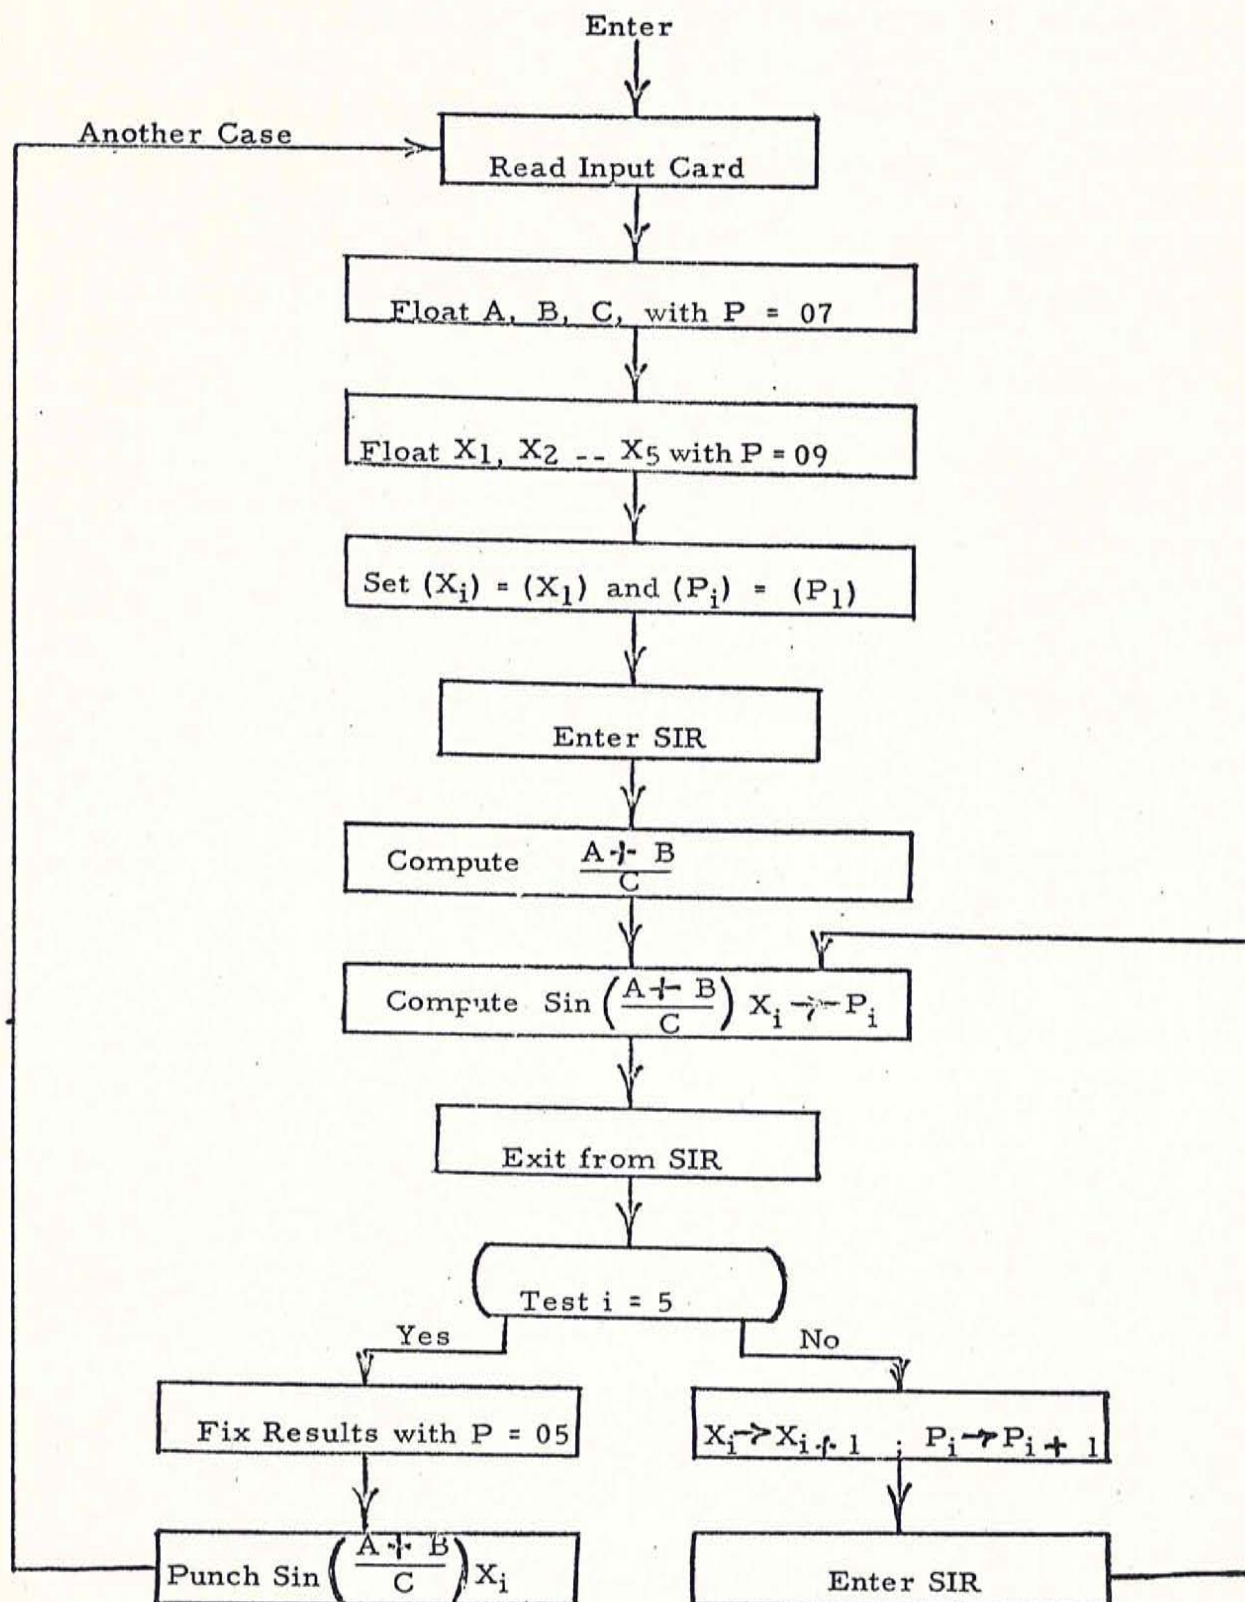 Enter
Another Case
Read Input Card
Float A, B, C, with P = 07
Float X1, X2 -- X5 with P = 09
Set (Xi) = (X1) and (Pi) = (P1)
Enter SIR
Compute A + B
C
Compute Sin (A + B / C) Xi → Pi
Exit from SIR
Test i = 5
Yes
No
Fix Results with P = 05
Xi → Xi + 1 ; Pi → Pi + 1
Punch Sin (A + B / C) Xi
Enter SIR